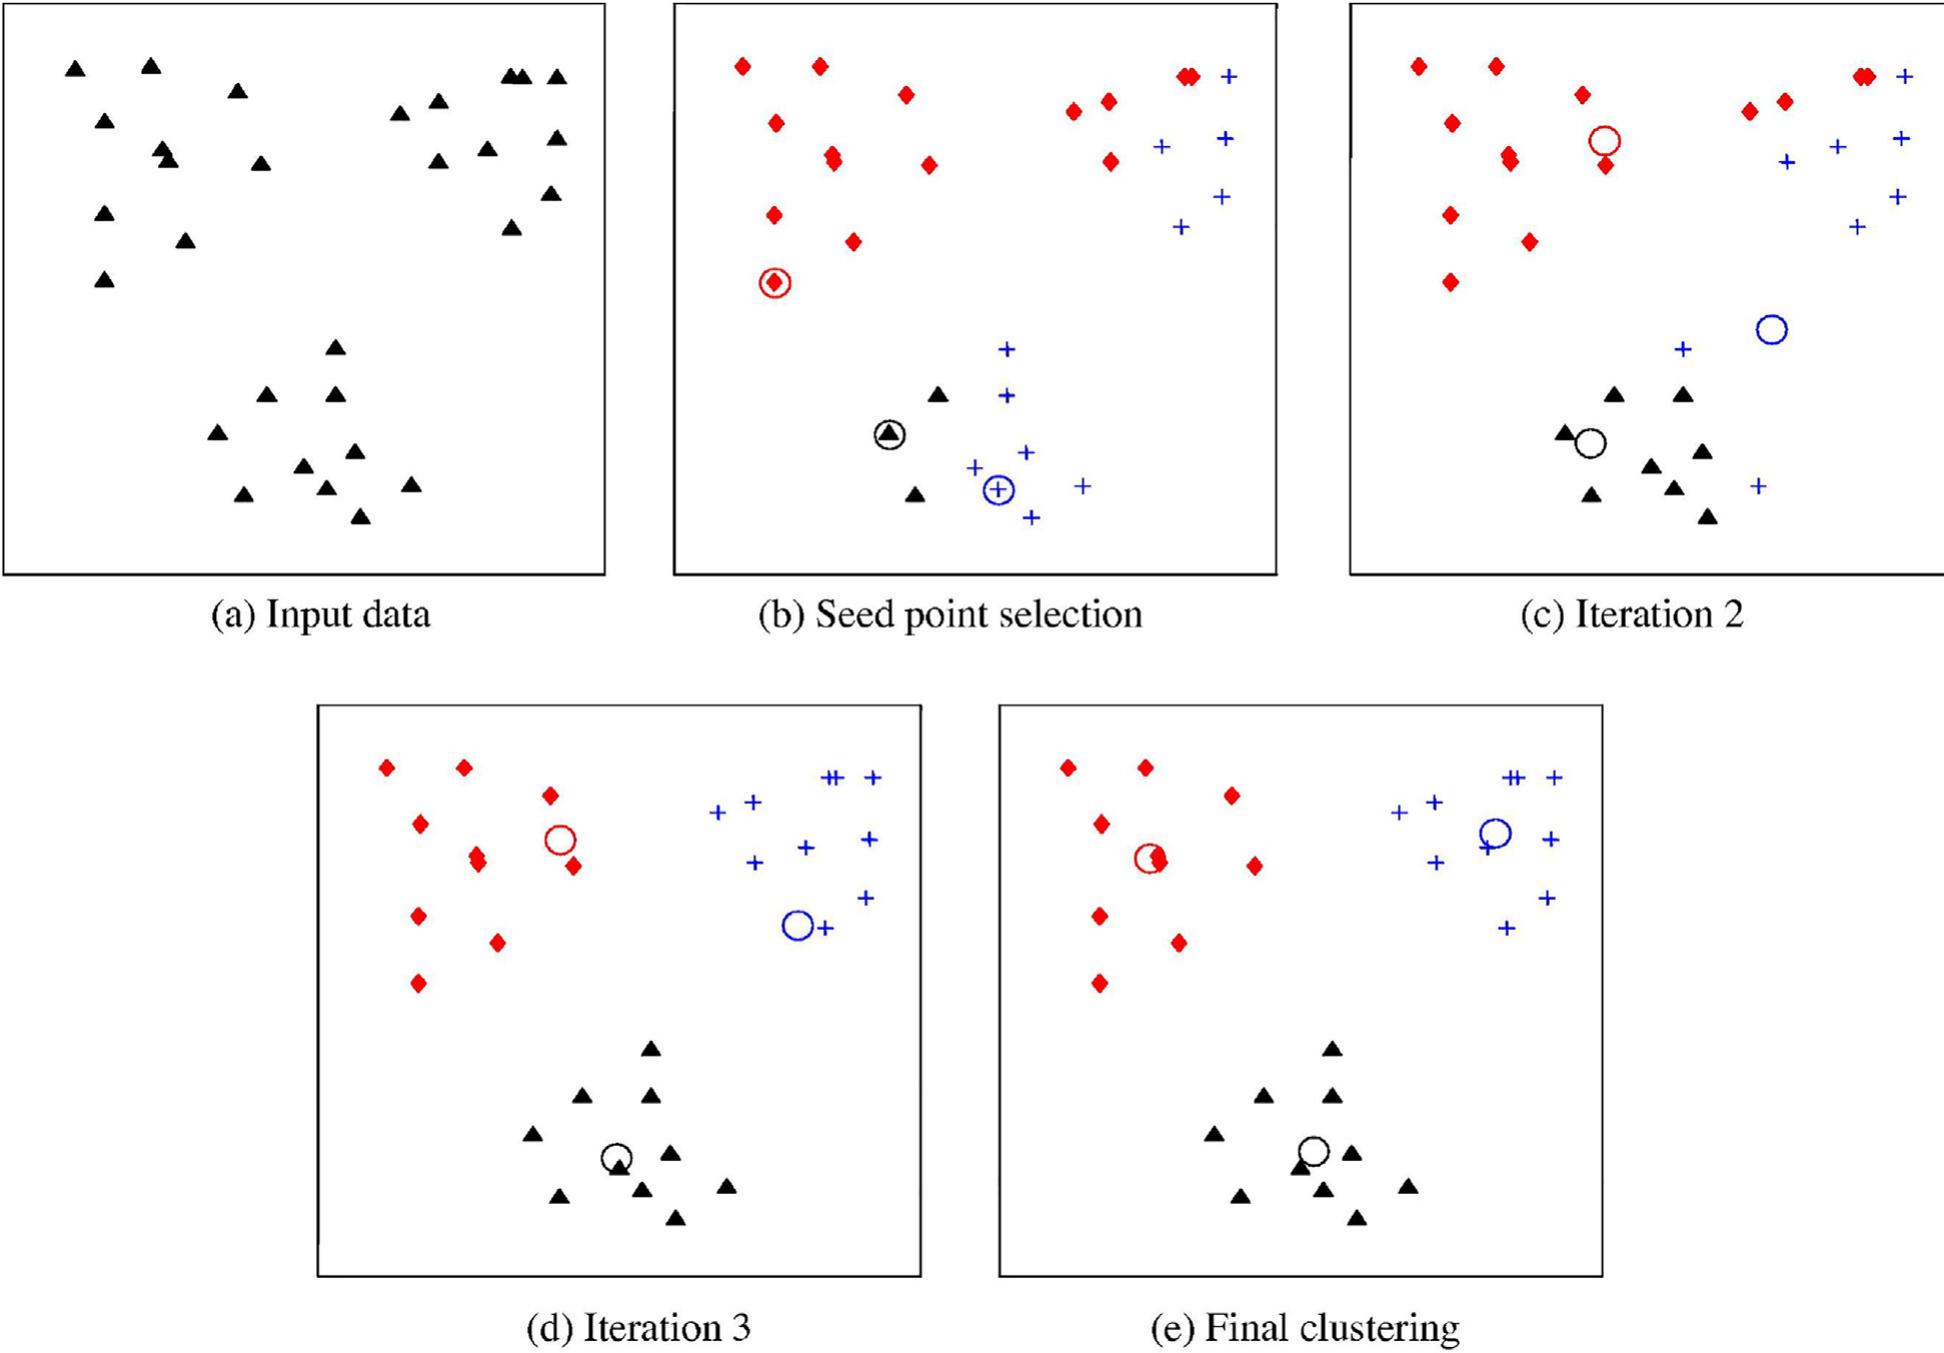 (a) Input data
(b) Seed point selection
(c) Iteration 2
(d) Iteration 3
(e) Final clustering